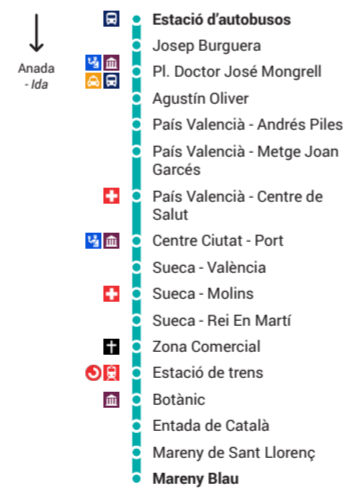 Estació d'autobusos
Anada
- Ida
Josep Burguera
Pl. Doctor José Mongrell
Agustín Oliver
País Valencià - Andrés Piles
País Valencià - Metge Joan
Garcés
País Valencià - Centre de
Salut
Centre Ciutat - Port
Sueca - València
Sueca - Molins
Sueca - Rei En Martí
Zona Comercial
Estació de trens
Botànic
Entada de Català
Mareny de Sant Llorenç
Mareny Blau